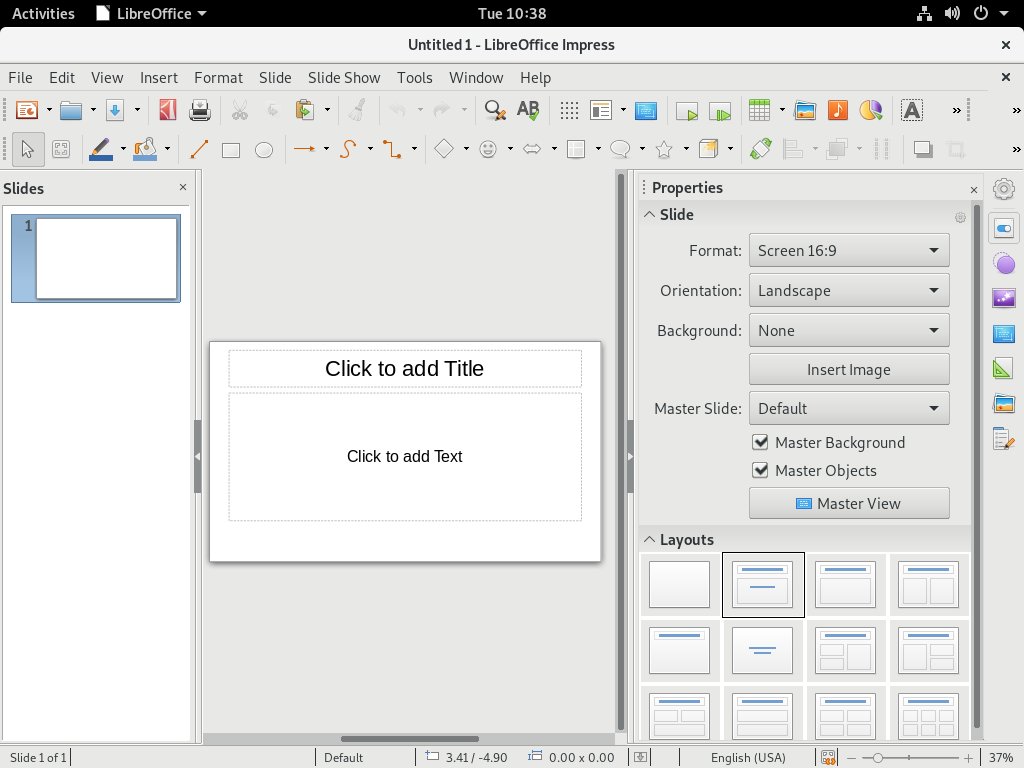 Activities LibreOffice Tue 10:38
Untitled 1 - LibreOffice Impress
File Edit View Insert Format Slide Slide Show Tools Window Help
Slides
1
Click to add Title
Click to add Text
Properties
Slide
Format: Screen 16:9
Orientation: Landscape
Background: None
Insert Image
Master Slide: Default
Master Background
Master Objects
Master View
Layouts
Slide 1 of 1 Default 3.41 / -4.90 0.00 x 0.00 English (USA) 37%